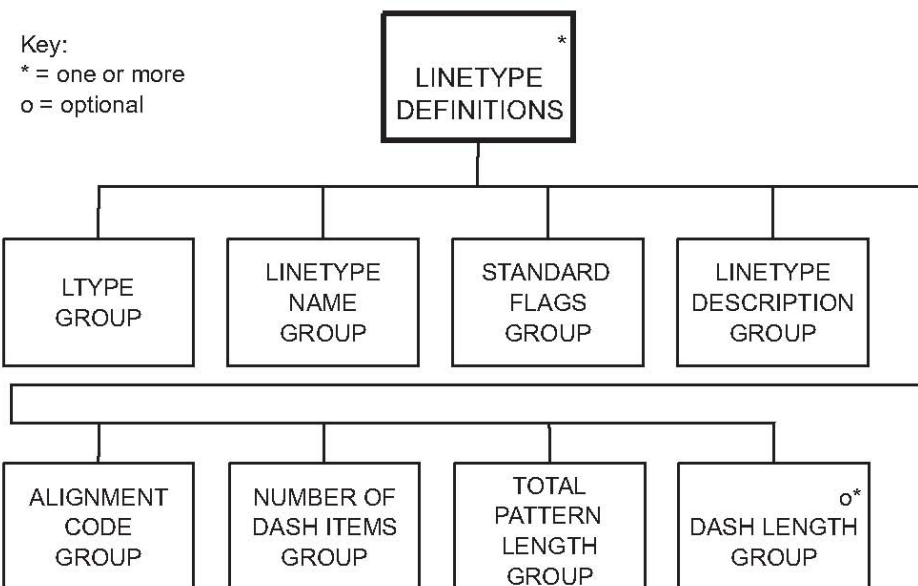 Key:
* = one or more
o = optional
*
LINETYPE
DEFINITIONS
LTYPE
GROUP
LINETYPE
NAME
GROUP
STANDARD
FLAGS
GROUP
LINETYPE
DESCRIPTION
GROUP
ALIGNMENT
CODE
GROUP
NUMBER OF
DASH ITEMS
GROUP
TOTAL
PATTERN
LENGTH
GROUP
o*
DASH LENGTH
GROUP